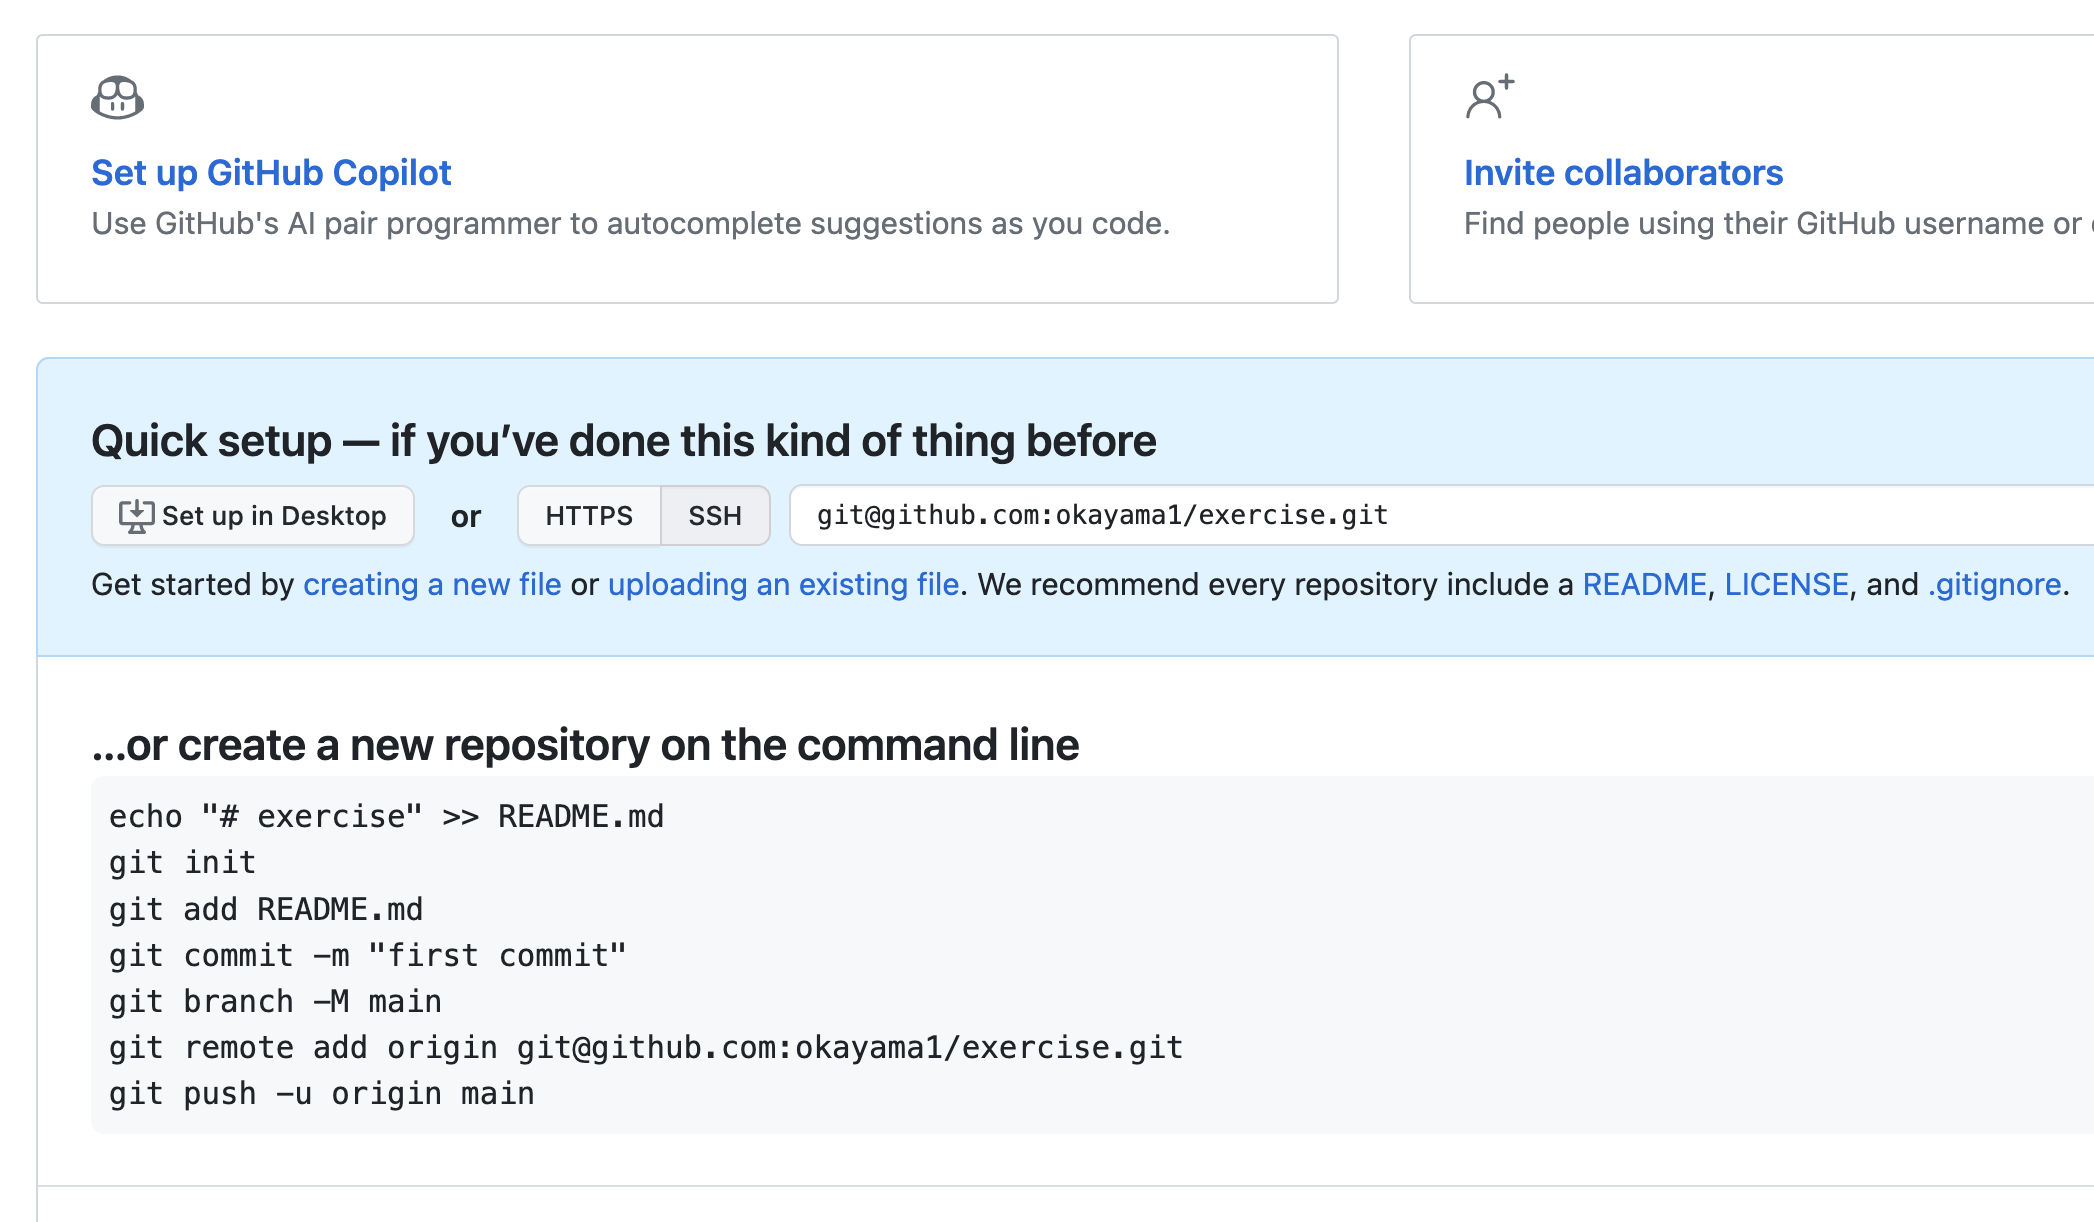 Set up GitHub Copilot
Use GitHub's AI pair programmer to autocomplete suggestions as you code.
Invite collaborators
Find people using their GitHub username or
Quick setup — if you’ve done this kind of thing before
Set up in Desktop or HTTPS SSH git@github.com:okayama1/exercise.git
Get started by creating a new file or uploading an existing file. We recommend every repository include a README, LICENSE, and .gitignore.
…or create a new repository on the command line
echo "# exercise" >> README.md
git init
git add README.md
git commit -m "first commit"
git branch -M main
git remote add origin git@github.com:okayama1/exercise.git
git push -u origin main